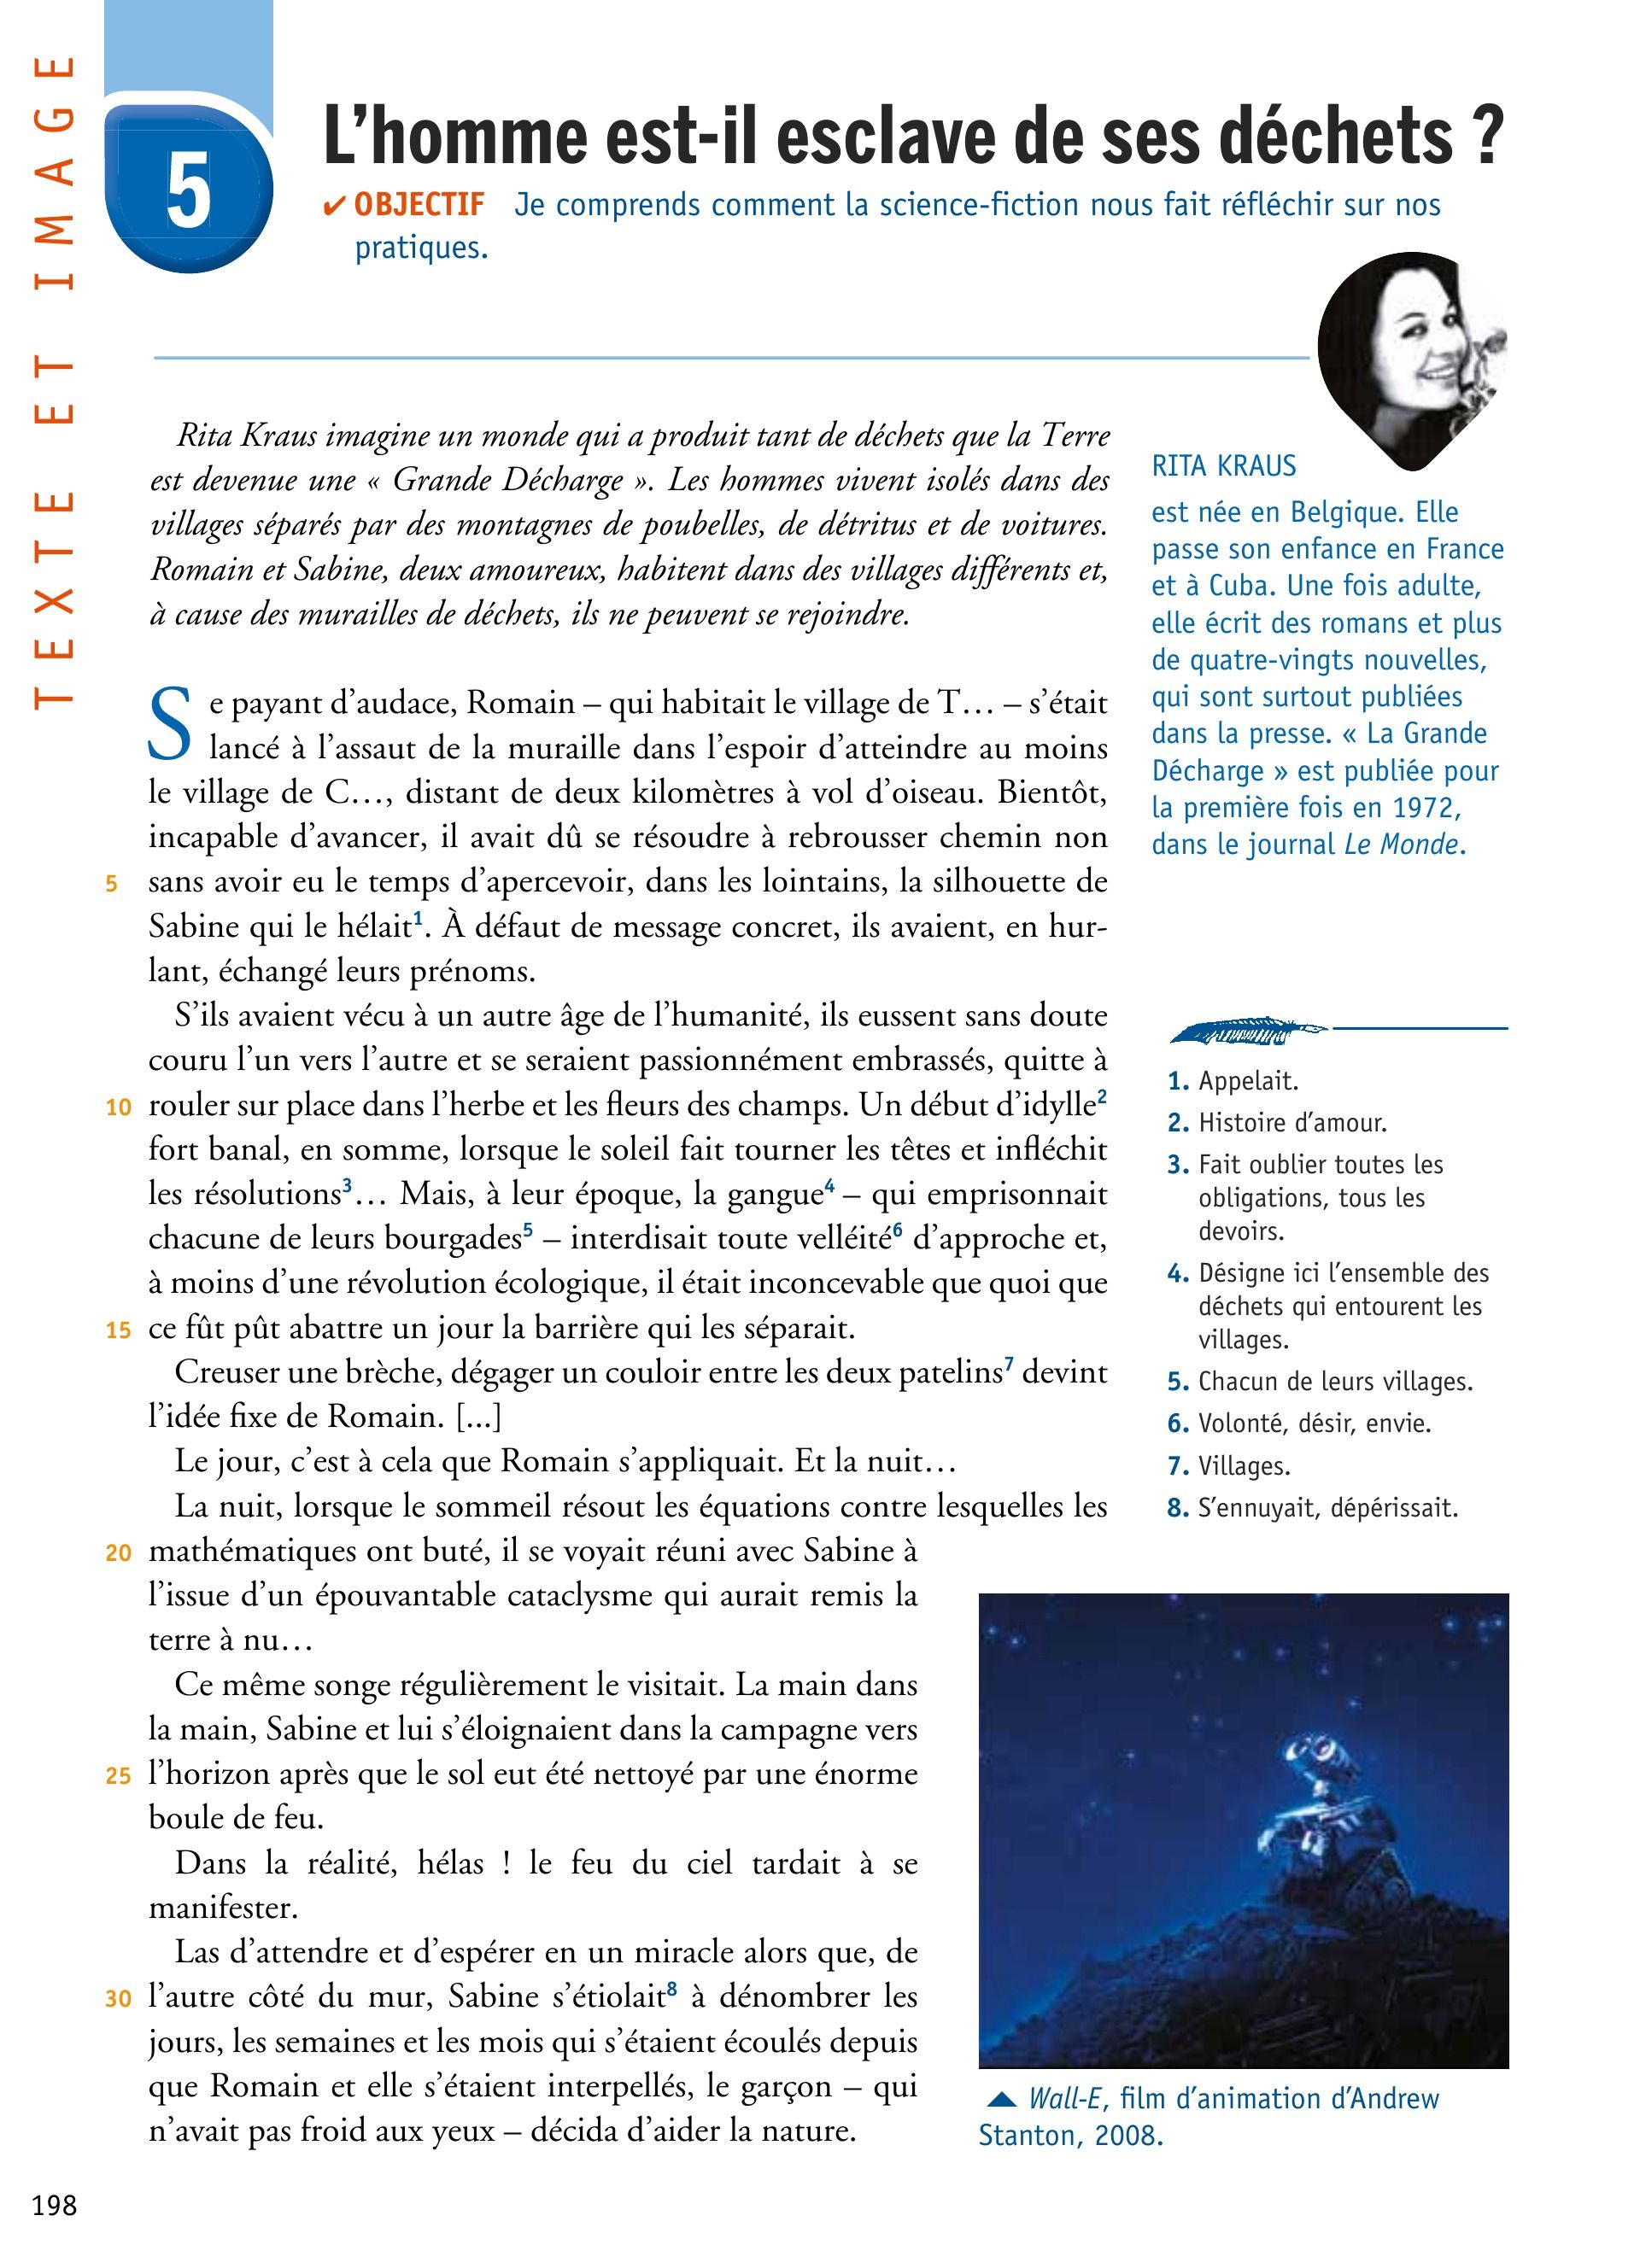 TEXTE ET IMAGE
5
L'homme est-il esclave de ses déchets ?
✔ OBJECTIF Je comprends comment la science-fiction nous fait réfléchir sur nos
pratiques.
Rita Kraus imagine un monde qui a produit tant de déchets que la Terre
est devenue une « Grande Décharge ». Les hommes vivent isolés dans des
villages séparés par des montagnes de poubelles, de détritus et de voitures.
Romain et Sabine, deux amoureux, habitent dans des villages différents et,
à cause des murailles de déchets, ils ne peuvent se rejoindre.
Se payant d'audace, Romain – qui habitait le village de T… – s'était
lancé à l'assaut de la muraille dans l'espoir d'atteindre au moins
le village de C…, distant de deux kilomètres à vol d'oiseau. Bientôt,
incapable d'avancer, il avait dû se résoudre à rebrousser chemin non
5 sans avoir eu le temps d'apercevoir, dans les lointains, la silhouette de
Sabine qui le hélait1. À défaut de message concret, ils avaient, en hur-
lant, échangé leurs prénoms.
S'ils avaient vécu à un autre âge de l'humanité, ils eussent sans doute
couru l'un vers l'autre et se seraient passionnément embrassés, quitte à
10 rouler sur place dans l'herbe et les fleurs des champs. Un début d'idylle2
fort banal, en somme, lorsque le soleil fait tourner les têtes et infléchit
les résolutions3… Mais, à leur époque, la gangue4 – qui emprisonnait
chacune de leurs bourgades5 – interdisait toute velléité6 d'approche et,
à moins d'une révolution écologique, il était inconcevable que quoi que
15 ce fût pût abattre un jour la barrière qui les séparait.
Creuser une brèche, dégager un couloir entre les deux patelins7 devint
l'idée fixe de Romain. [...]
Le jour, c'est à cela que Romain s'appliquait. Et la nuit…
La nuit, lorsque le sommeil résout les équations contre lesquelles les
20 mathématiques ont buté, il se voyait réuni avec Sabine à
l'issue d'un épouvantable cataclysme qui aurait remis la
terre à nu…
Ce même songe régulièrement le visitait. La main dans
la main, Sabine et lui s'éloignaient dans la campagne vers
25 l'horizon après que le sol eut été nettoyé par une énorme
boule de feu.
Dans la réalité, hélas ! le feu du ciel tardait à se
manifester.
Las d'attendre et d'espérer en un miracle alors que, de
30 l'autre côté du mur, Sabine s'étiolait8 à dénombrer les
jours, les semaines et les mois qui s'étaient écoulés depuis
que Romain et elle s'étaient interpellés, le garçon – qui
n'avait pas froid aux yeux – décida d'aider la nature.
RITA KRAUS
est née en Belgique. Elle
passe son enfance en France
et à Cuba. Une fois adulte,
elle écrit des romans et plus
de quatre-vingts nouvelles,
qui sont surtout publiées
dans la presse. « La Grande
Décharge » est publiée pour
la première fois en 1972,
dans le journal Le Monde.
1. Appelait.
2. Histoire d'amour.
3. Fait oublier toutes les
obligations, tous les
devoirs.
4. Désigne ici l'ensemble des
déchets qui entourent les
villages.
5. Chacun de leurs villages.
6. Volonté, désir, envie.
7. Villages.
8. S'ennuyait, dépérissait.
▲ Wall-E, film d'animation d'Andrew
Stanton, 2008.
198